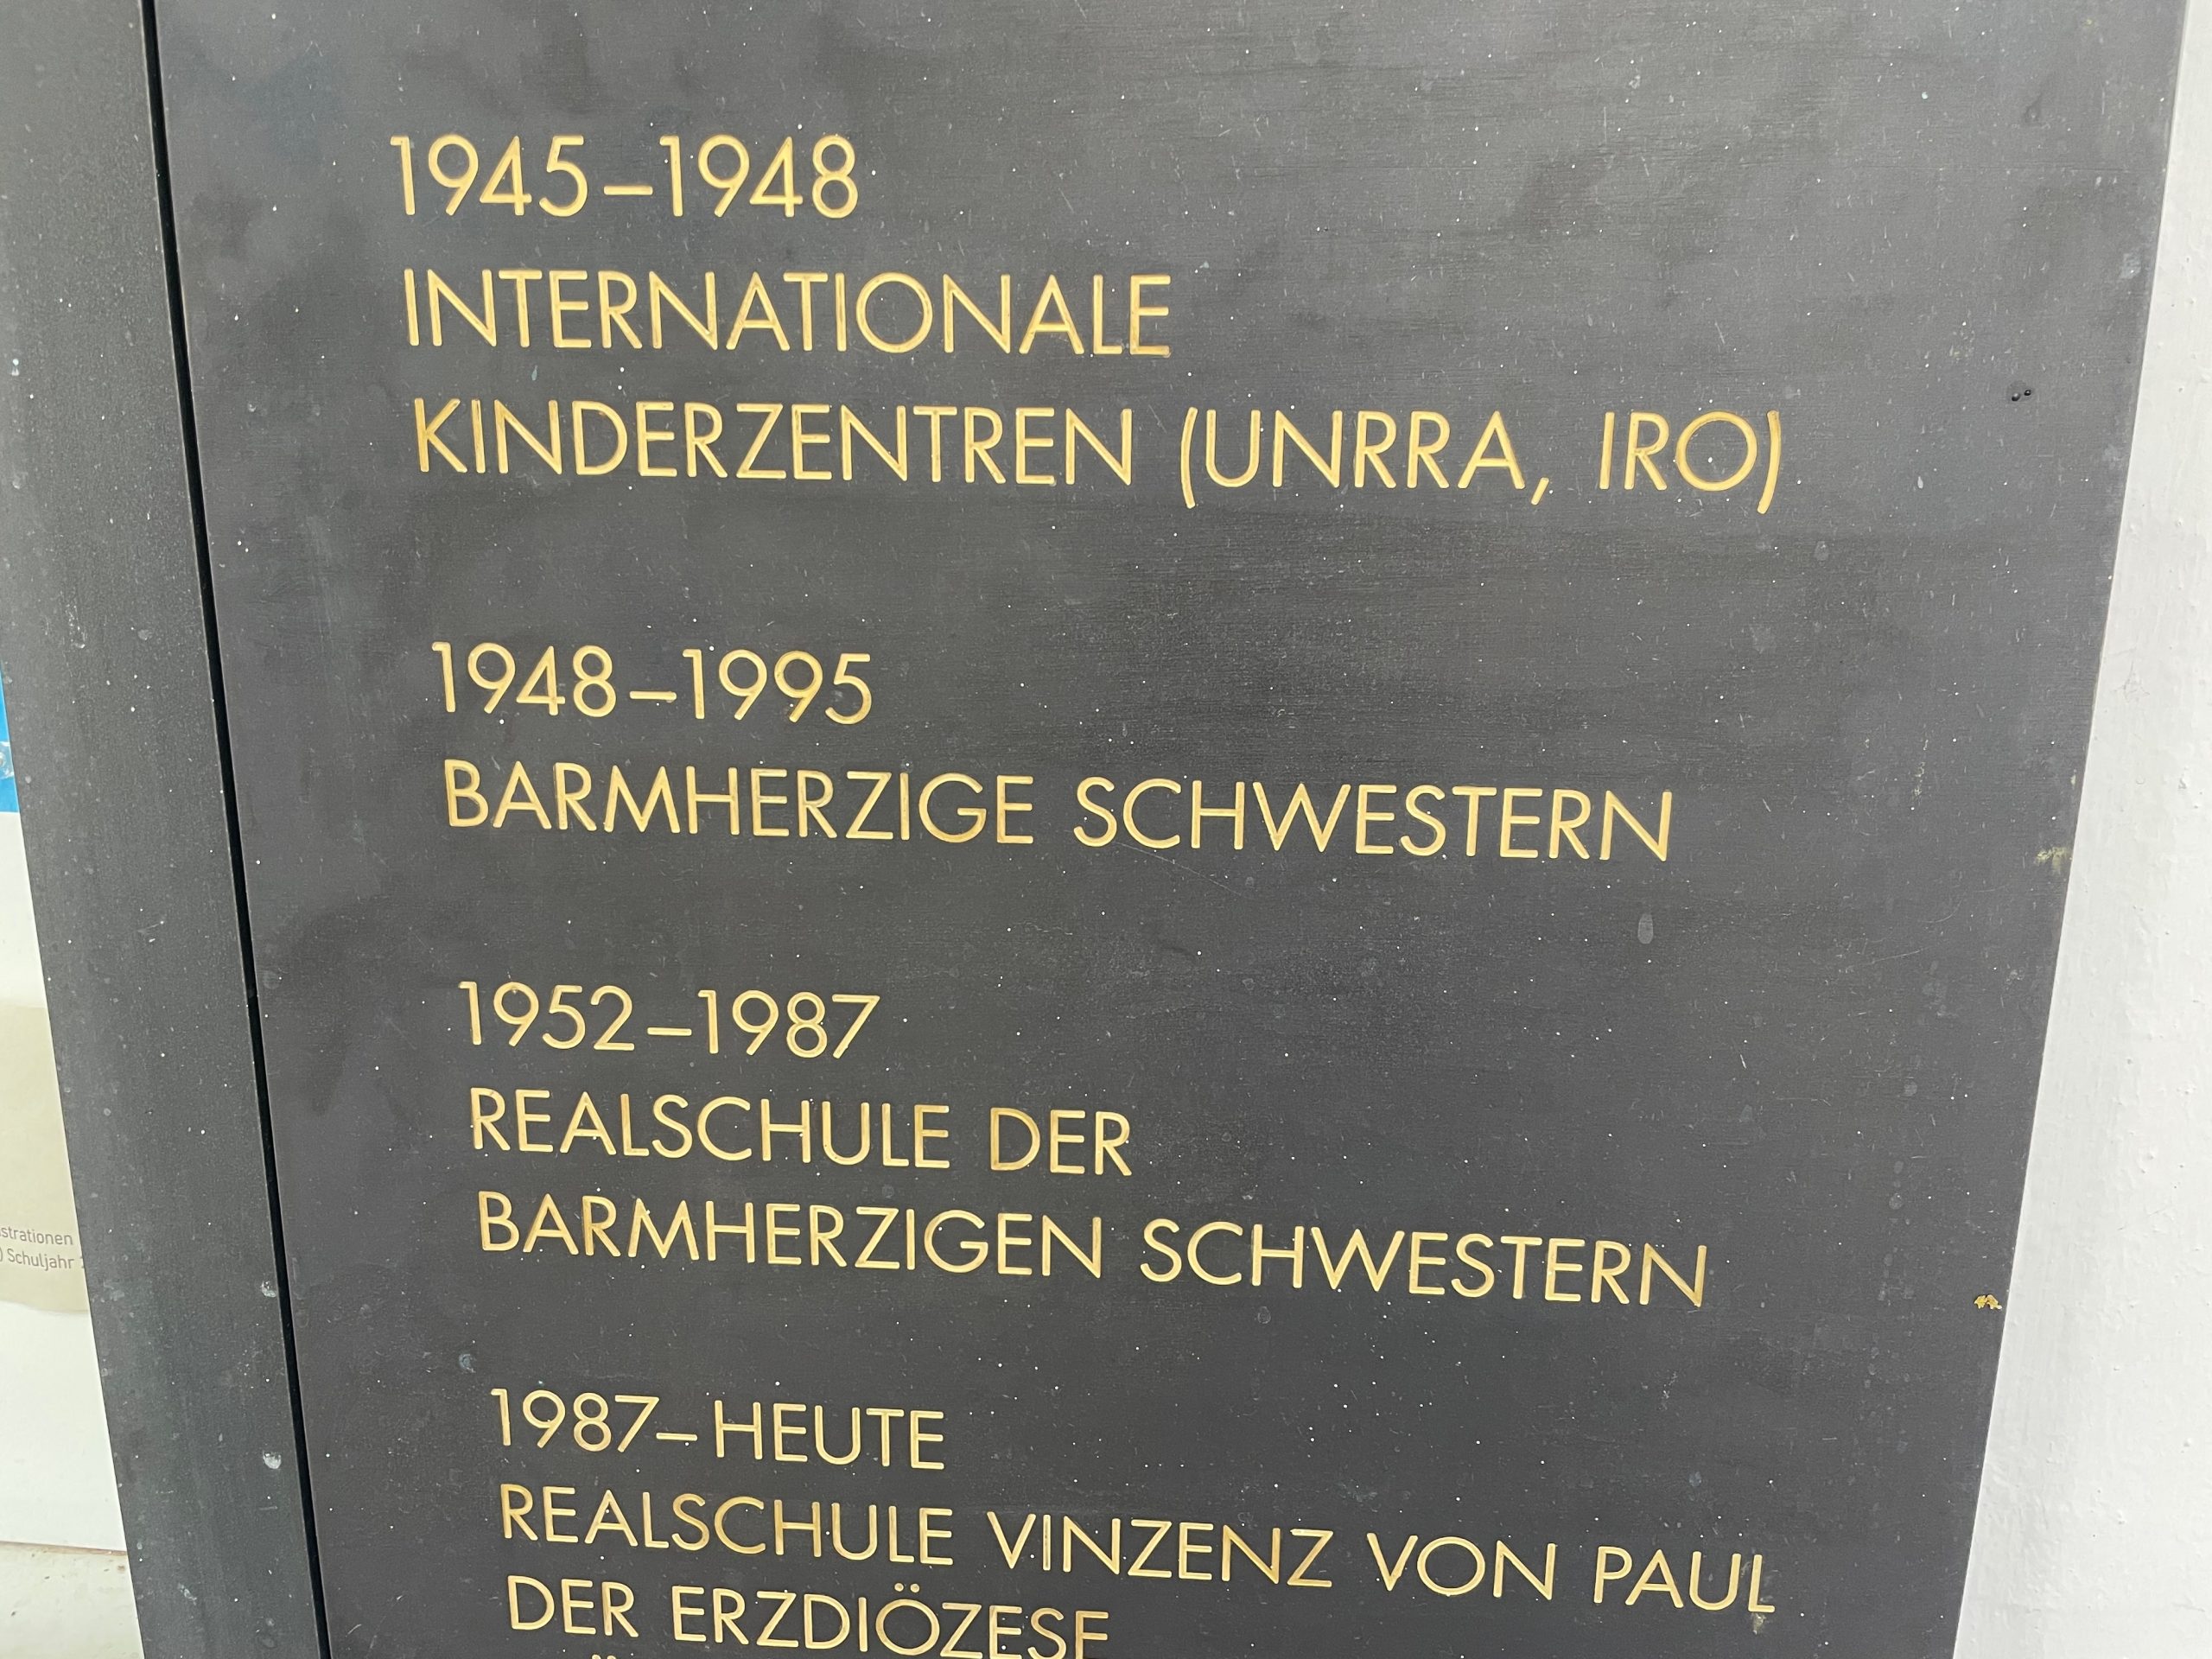 1945–1948
INTERNATIONALE
KINDERZENTREN (UNRRA, IRO)
1948–1995
BARMHERZIGE SCHWESTERN
1952–1987
REALSCHULE DER
BARMHERZIGEN SCHWESTERN
1987–HEUTE
REALSCHULE VINZENZ VON PAUL
DER ERZDIÖZESE
Schuljahr